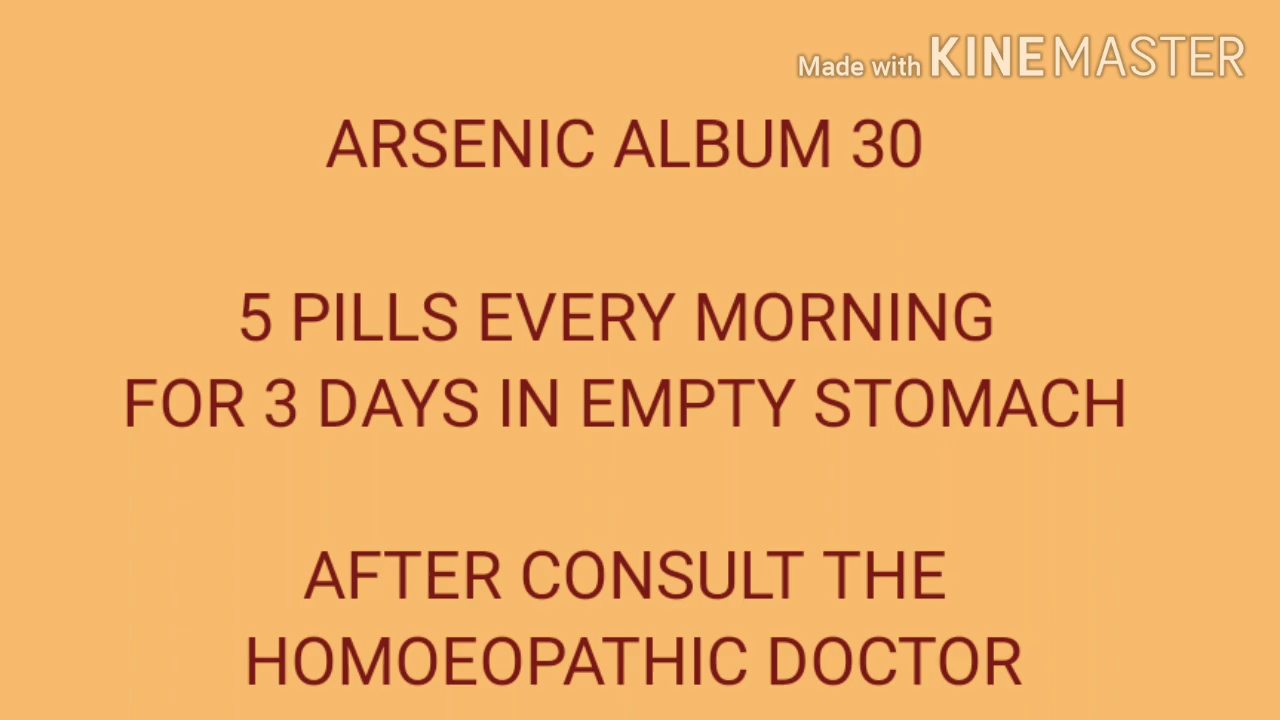 Made with KINEMASTER
ARSENIC ALBUM 30
5 PILLS EVERY MORNING
FOR 3 DAYS IN EMPTY STOMACH
AFTER CONSULT THE
HOMOEOPATHIC DOCTOR